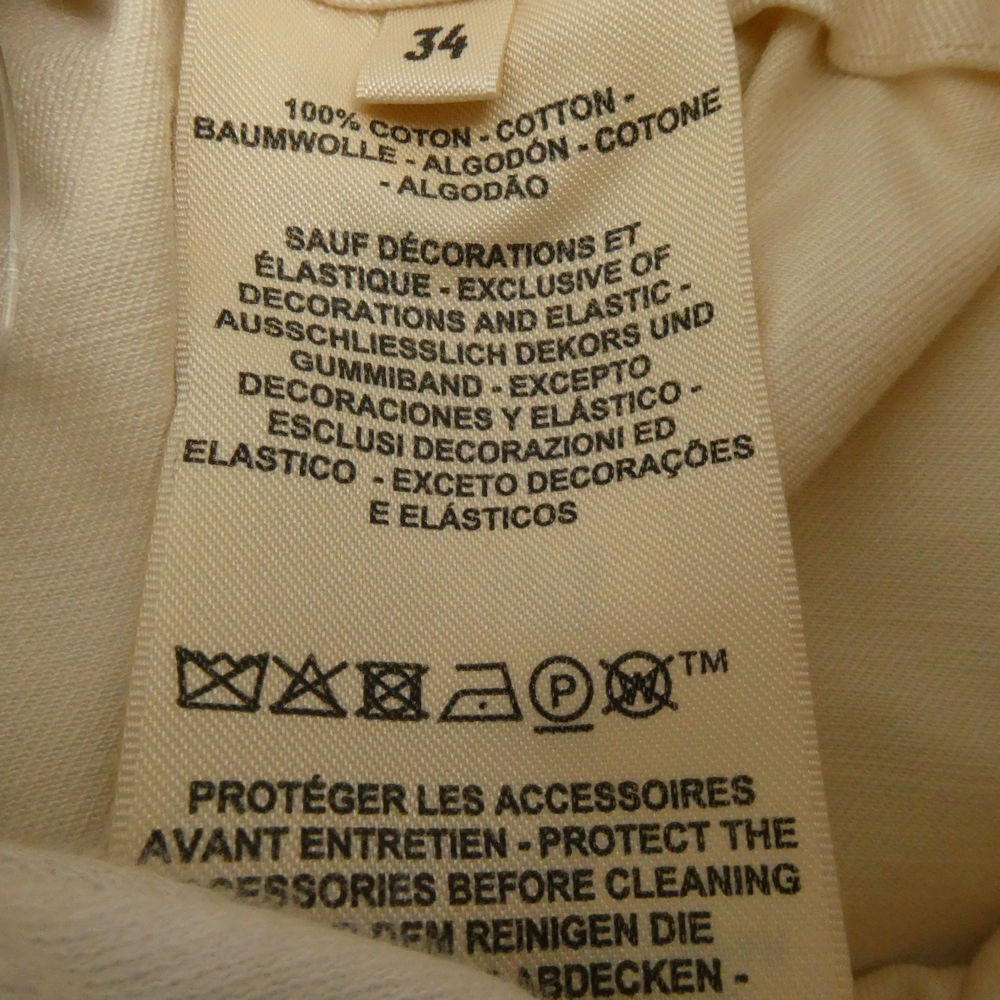 34
100% COTON - COTTON -
BAUMWOLLE - ALGODÓN - COTONE
- ALGODÃO
SAUF DÉCORATIONS ET
ÉLASTIQUE - EXCLUSIVE OF
DECORATIONS AND ELASTIC -
AUSSCHLIESSLICH DEKORS UND
GUMMIBAND - EXCEPTO
DECORACIONES Y ELÁSTICO -
ESCLUSI DECORAZIONI ED
ELASTICO - EXCETO DECORAÇÕES
E ELÁSTICOS
P W TM
PROTÉGER LES ACCESSOIRES
AVANT ENTRETIEN - PROTECT THE
ACCESSORIES BEFORE CLEANING
DEM REINIGEN DIE
ABDECKEN -